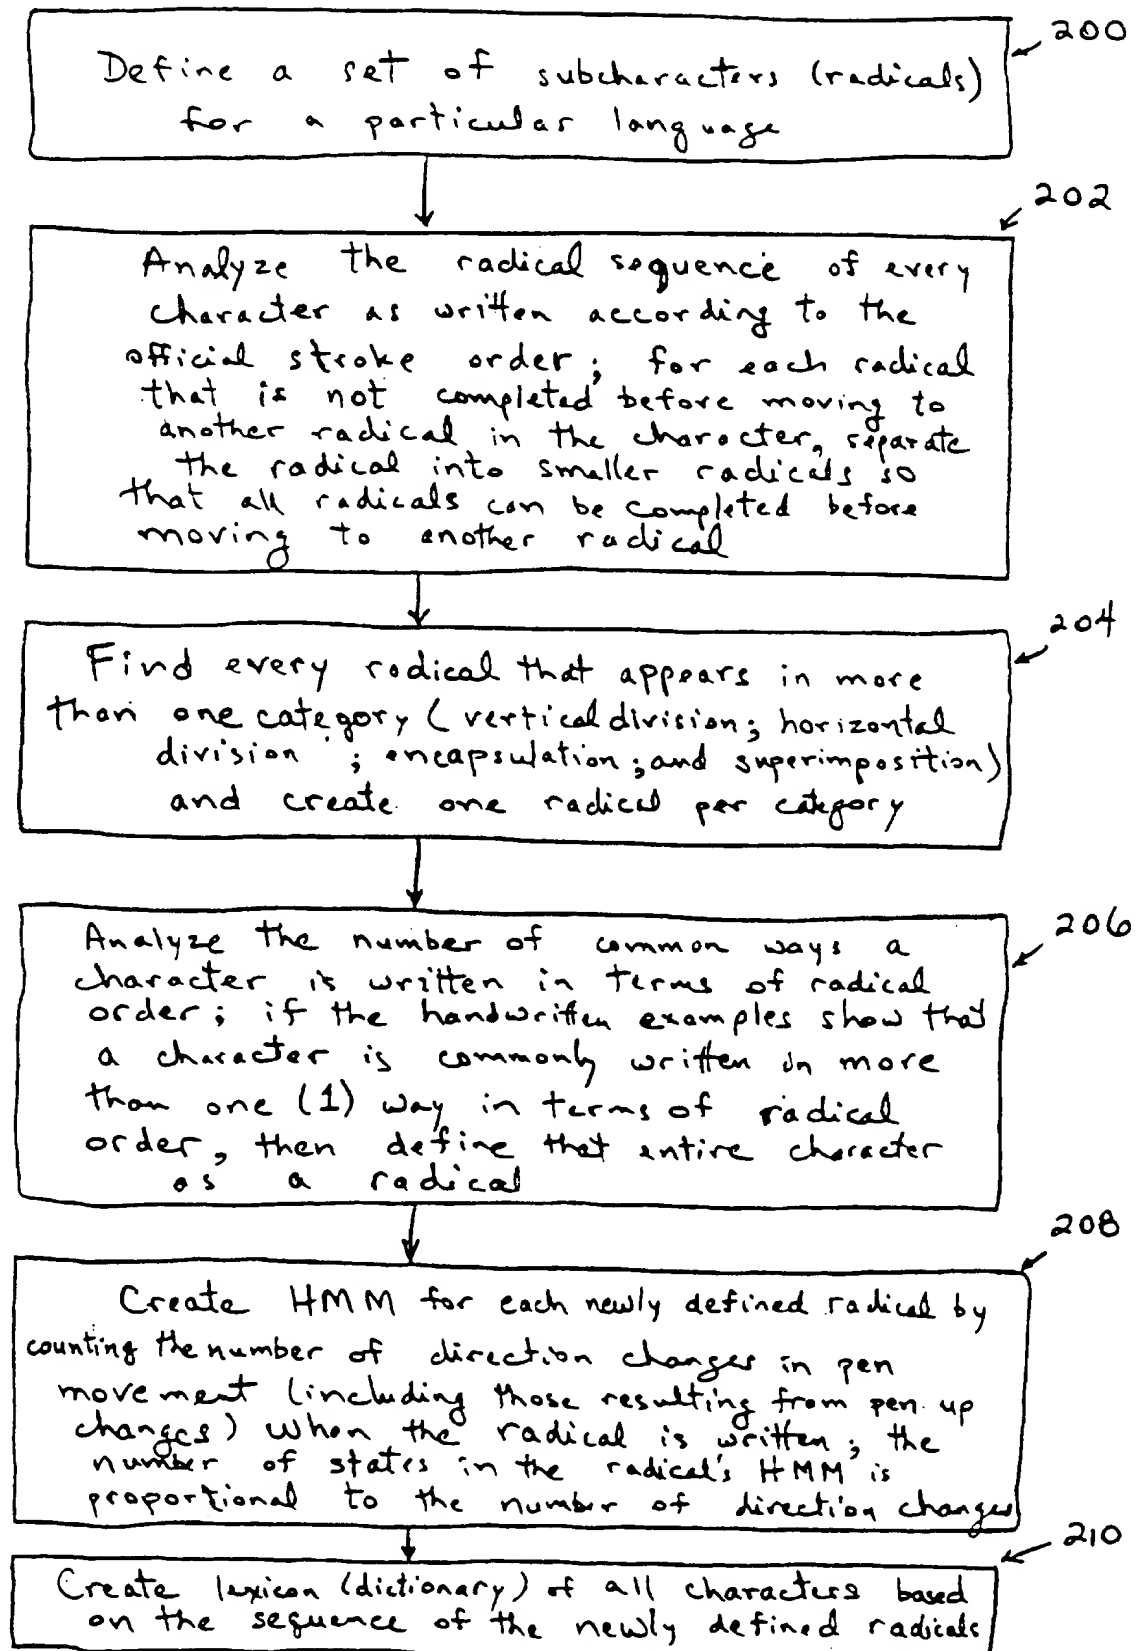 200
Define a set of subcharacters (radicals)
for a particular language
202
Analyze the radical sequence of every
character as written according to the
official stroke order; for each radical
that is not completed before moving to
another radical in the character, separate
the radical into smaller radicals so
that all radicals can be completed before
moving to another radical
204
Find every radical that appears in more
than one category (vertical division; horizontal
division ; encapsulation; and superimposition)
and create one radical per category
206
Analyze the number of common ways a
character is written in terms of radical
order; if the handwritten examples show that
a character is commonly written in more
than one (1) way in terms of radical
order, then define that entire character
as a radical
208
Create HMM for each newly defined radical by
counting the number of direction changes in pen
movement (including those resulting from pen up
changes) when the radical is written; the
number of states in the radical's HMM is
proportional to the number of direction changes
210
Create lexicon (dictionary) of all characters based
on the sequence of the newly defined radicals